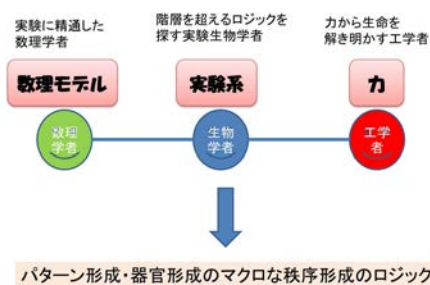 実験に精通した
数理学者
階層を超えるロジックを
探す実験生物学者
力から生命を
解き明かす工学者
数理モデル
実験系
力
数理
学者
生物
学者
工学
者
パターン形成・器官形成のマクロな秩序形成のロジック